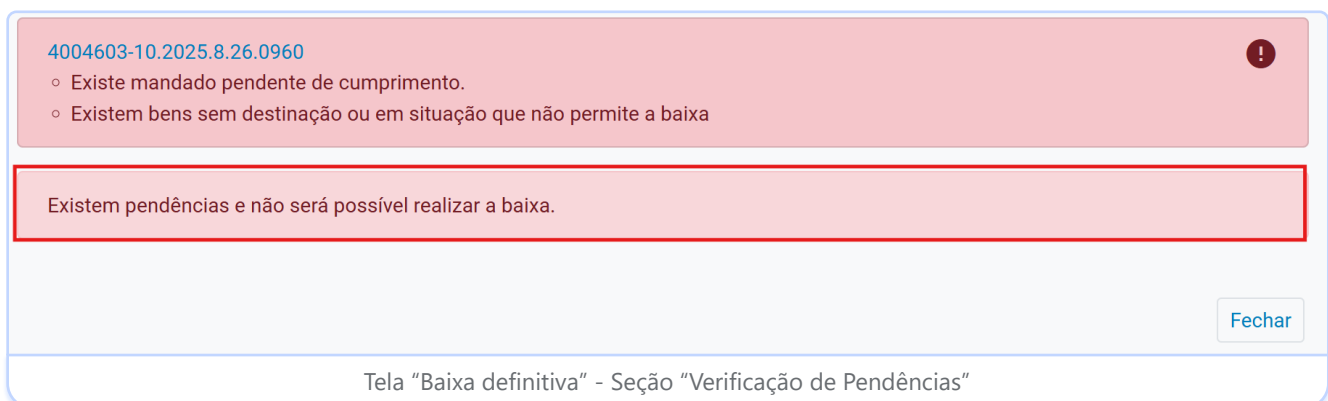 4004603-10.2025.8.26.0960
Existe mandado pendente de cumprimento.
Existem bens sem destinação ou em situação que não permite a baixa
Existem pendências e não será possível realizar a baixa.
Fechar
Tela “Baixa definitiva” - Seção “Verificação de Pendências”